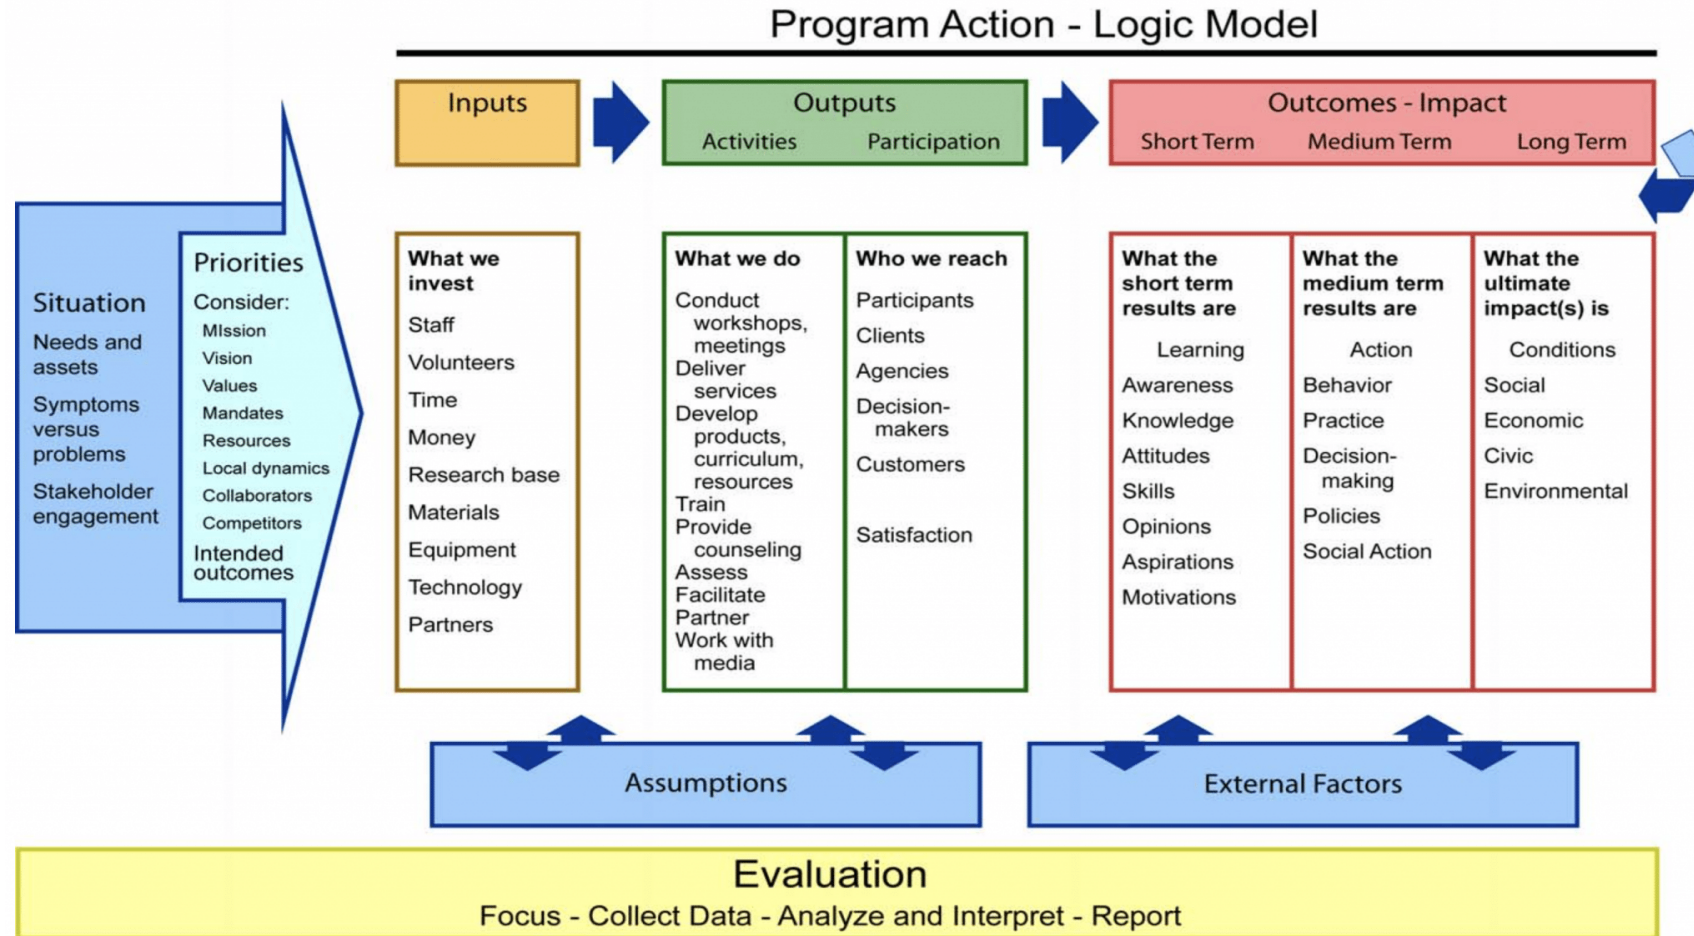 Program Action - Logic Model
Inputs
Outputs
Activities Participation
Outcomes - Impact
Short Term Medium Term Long Term
Situation
Needs and
assets
Symptoms
versus
problems
Stakeholder
engagement
Priorities
Consider:
MIssion
Vision
Values
Mandates
Resources
Local dynamics
Collaborators
Competitors
Intended
outcomes
What we
invest
Staff
Volunteers
Time
Money
Research base
Materials
Equipment
Technology
Partners
What we do
Conduct
workshops,
meetings
Deliver
services
Develop
products,
curriculum,
resources
Train
Provide
counseling
Assess
Facilitate
Partner
Work with
media
Who we reach
Participants
Clients
Agencies
Decision-
makers
Customers
Satisfaction
What the
short term
results are
Learning
Awareness
Knowledge
Attitudes
Skills
Opinions
Aspirations
Motivations
What the
medium term
results are
Action
Behavior
Practice
Decision-
making
Policies
Social Action
What the
ultimate
impact(s) is
Conditions
Social
Economic
Civic
Environmental
Assumptions
External Factors
Evaluation
Focus - Collect Data - Analyze and Interpret - Report